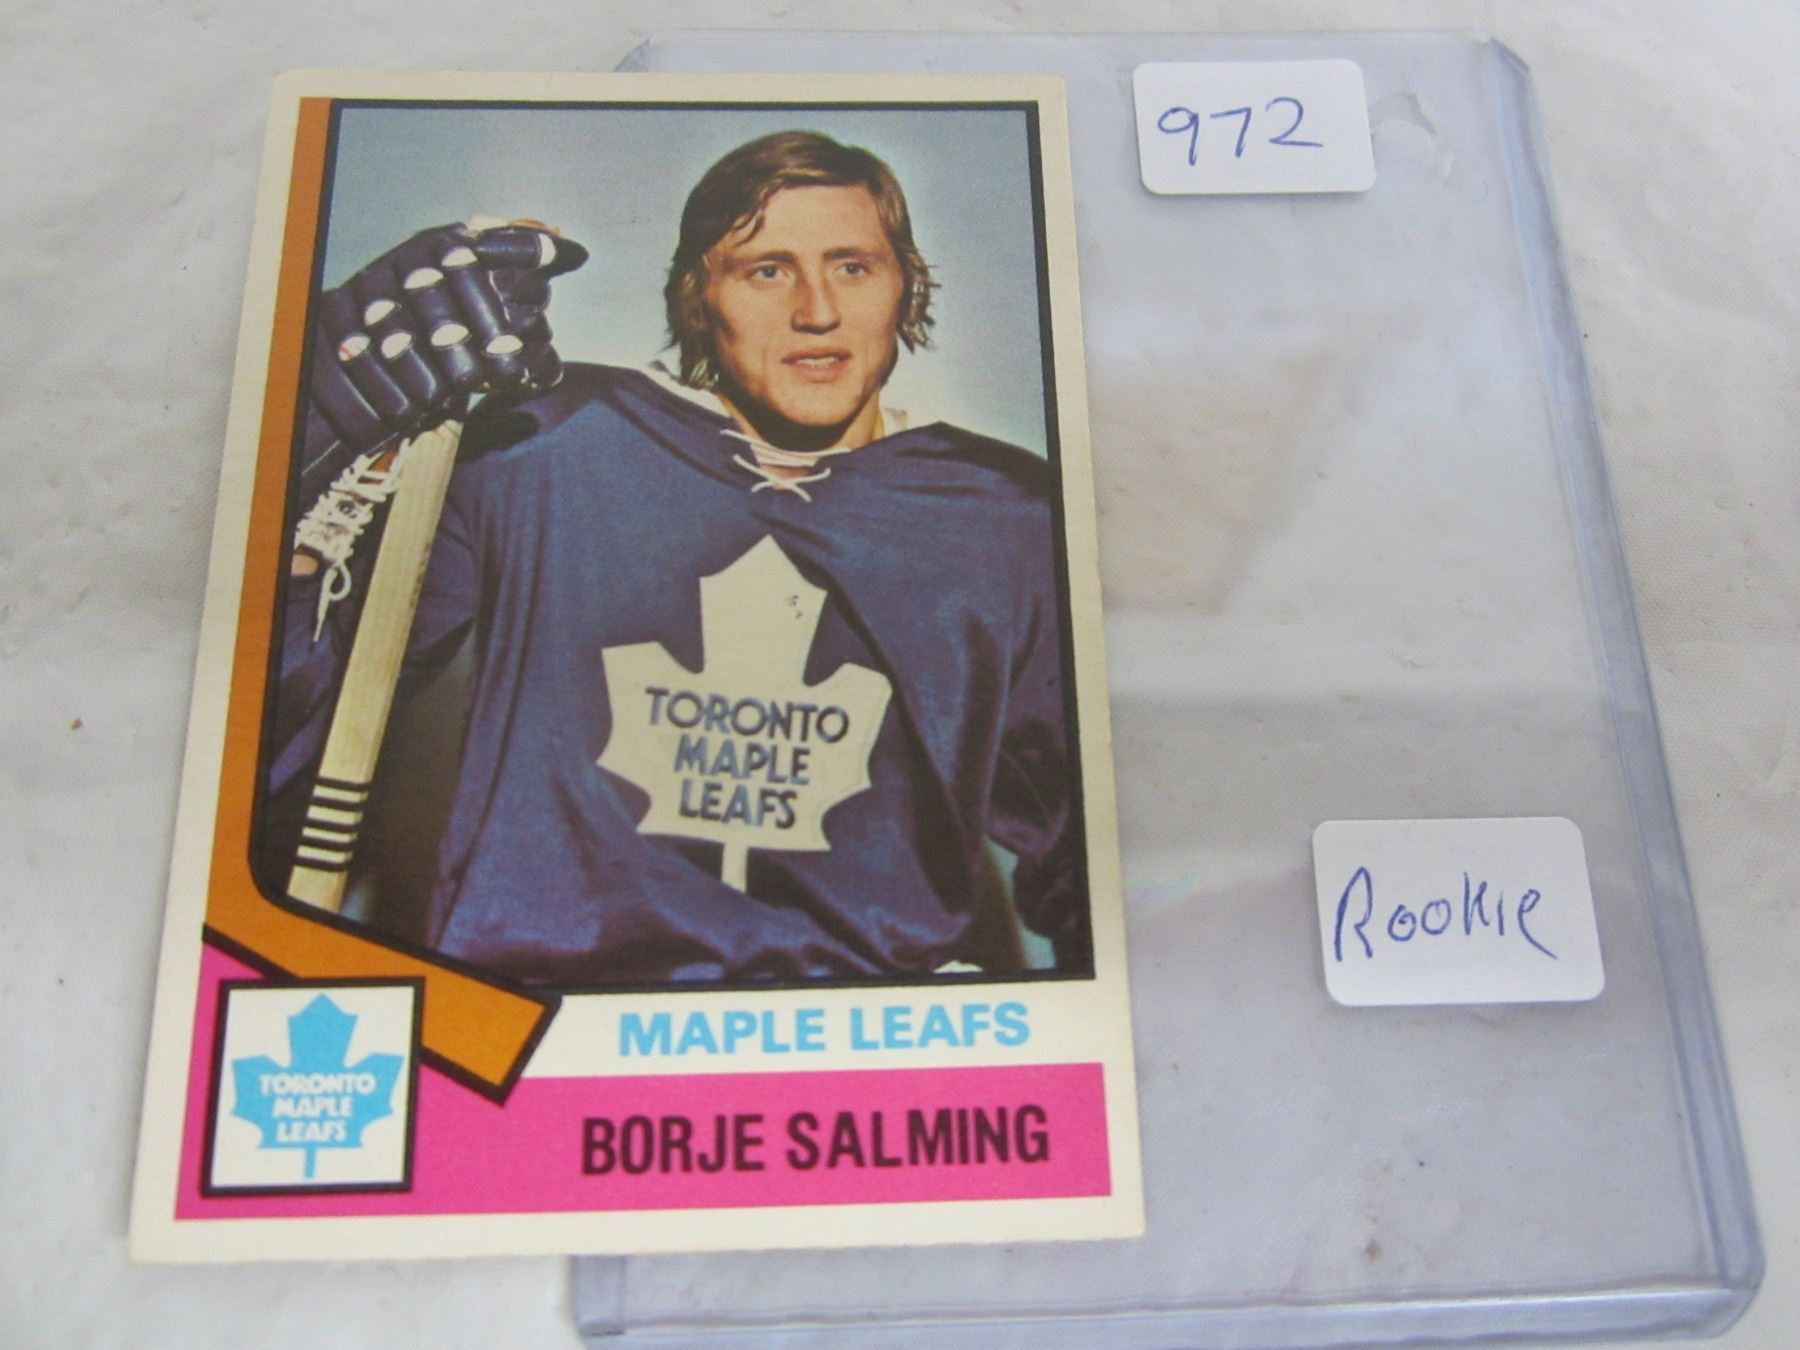 972
TORONTO
MAPLE
LEAFS
Rookie
MAPLE LEAFS
TORONTO
MAPLE
LEAFS
BORJE SALMING